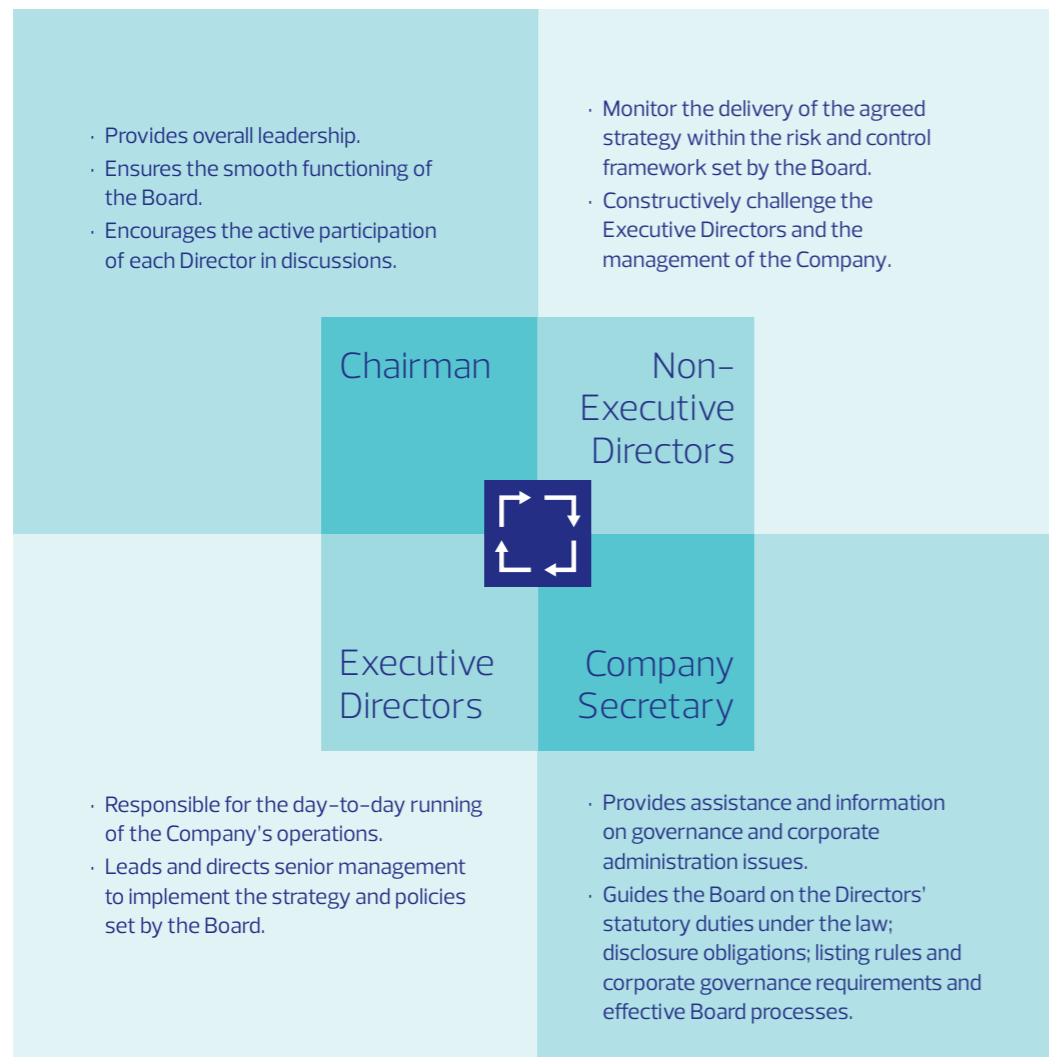 · Provides overall leadership.
· Ensures the smooth functioning of
the Board.
· Encourages the active participation
of each Director in discussions.
· Monitor the delivery of the agreed
strategy within the risk and control
framework set by the Board.
· Constructively challenge the
Executive Directors and the
management of the Company.
Chairman
Non-
Executive
Directors
Executive
Directors
Company
Secretary
· Responsible for the day-to-day running
of the Company's operations.
· Leads and directs senior management
to implement the strategy and policies
set by the Board.
· Provides assistance and information
on governance and corporate
administration issues.
· Guides the Board on the Directors'
statutory duties under the law;
disclosure obligations; listing rules and
corporate governance requirements and
effective Board processes.